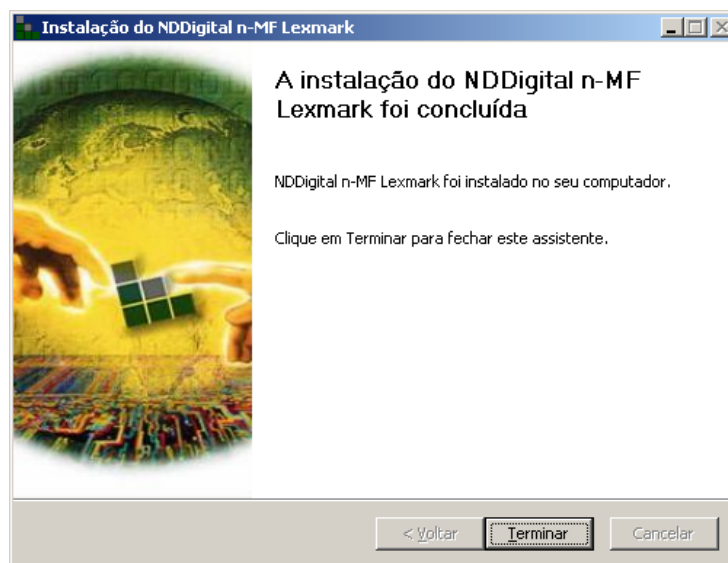 Instalação do NDDigital n-MF Lexmark
A instalação do NDDigital n-MF
Lexmark foi concluída
NDDigital n-MF Lexmark foi instalado no seu computador.
Clique em Terminar para fechar este assistente.
< Voltar Terminar Cancelar